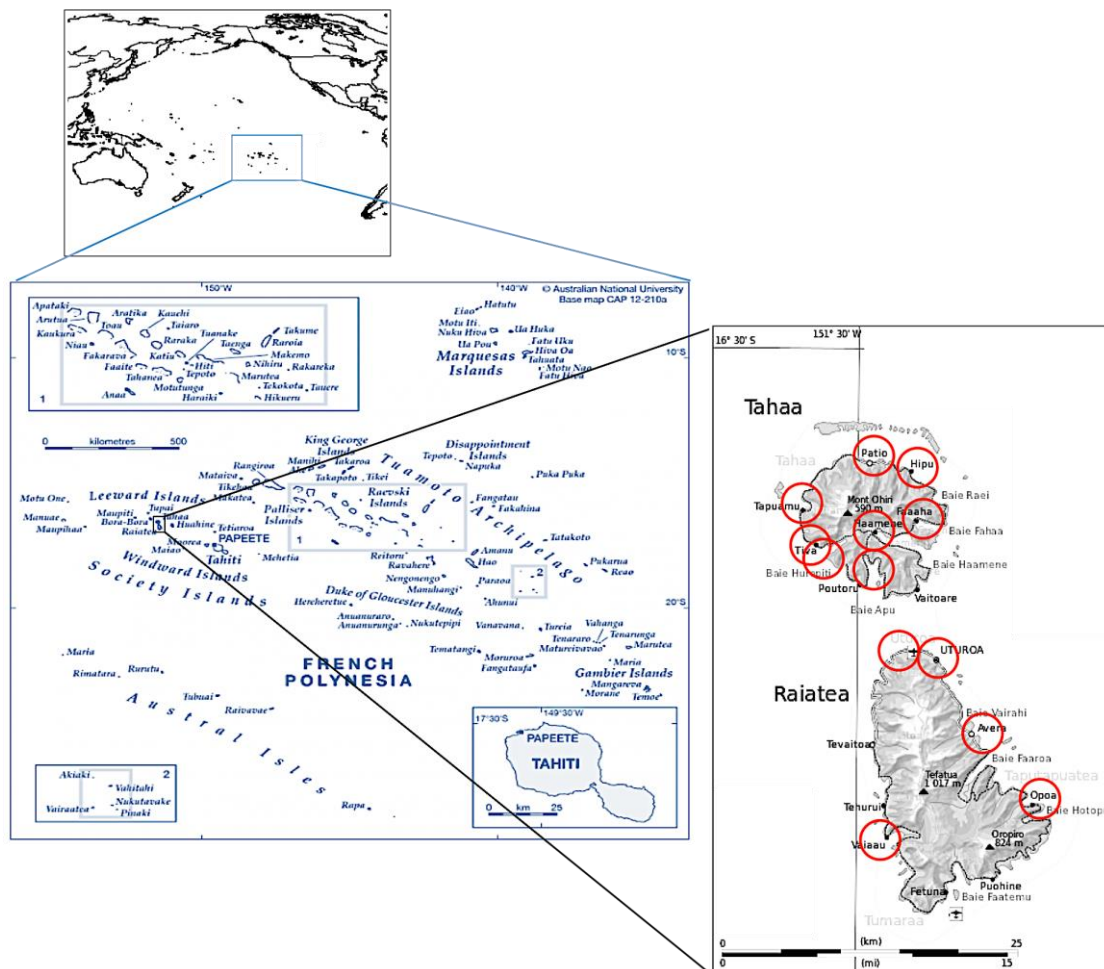 150°W
140°W
© Australian National University
Base map CAP 12-210a
Apataki
Arutua
Kaukura
Niau
Aratika
Kauehi
Toau
Taiaro
Raraka
Tuanake
Taenga
Takume
Raroia
Fakarava
Katiu
Makemo
Faaite
Hiti
Tepoto
Nihiru
Rakareka
Tahanea
Marutea
Motutunga
Tekokota
Tauere
Anaa
Haraiki
Hikueru
1
Hatutu
Eiao
Motu Iti
Nuku Hiva
Ua Huka
Ua Pou
Fatu Uku
Hiva Oa
Marquesas
Islands
Tahuata
Motu Nao
Fatu Hiva
10°S
0 kilometres 500
King George
Islands
Disappointment
Islands
Rangiroa
Manihi
Takaroa
Tepoto
Napuka
Mataiva
Tikehau
Takapoto
Tikei
Puka Puka
Makatea
Tuamoto Archipelago
Motu One
Leeward Islands
Tupai
Raevski
Islands
Manuae
Maupiti
Tahaa
Palliser
Islands
Fangatau
Fakahina
Maupihaa
Bora-Bora
Huahine
Raiatea
Tetiaroa
PAPEETE
1
Moorea
Maiao
Tahiti
Mehetia
Reitoru
Ravahere
Amanu
Hao
Tatakoto
Windward Islands
Society Islands
Nengonengo
Manuhangi
Paraoa
2
Pukarua
Reao
Duke of Gloucester Islands
Ahunui
Hereheretue
20°S
Anuanuraro
Anuanurunga
Nukutepipi
Vanavana
Tureia
Vahanga
Tenararo
Tenarunga
Matureivavao
Marutea
Tematangi
Maria
Moruroa
Fangataufa
Maria
Rimatara
Rurutu
FRENCH
POLYNESIA
Gambier Islands
Mangareva
Morane
Temoe
Tubuai
Raivavae
Austral Isles
Rapa
Akiaki
2
Vahitahi
Nukutavake
Vairaatea
Pinaki
149°30'W
17°30'S
PAPEETE
TAHITI
0 km 25
151° 30' W
16° 30' S
Tahaa
Tahaa
Patio
Hipu
Baie Raei
Tapuamu
Mont Ohiri
590 m
Faaaha
Haamene
Baie Fahaa
Tiva
Baie Hurepiti
Baie Haamene
Poutoru
Vaitoare
Baie Apu
UTUROA
Raiatea
Baie Vairahi
Avera
Tevaitoa
Baie Faaroa
Tefatua
1 017 m
Taputapuatea
Opoa
Tehurui
Baie Hotopu
Vaiaau
Oropiro
824 m
Puohine
Fetuna
Baie Faatemu
Tumaraa
0 (km) 25
0 (mi) 15